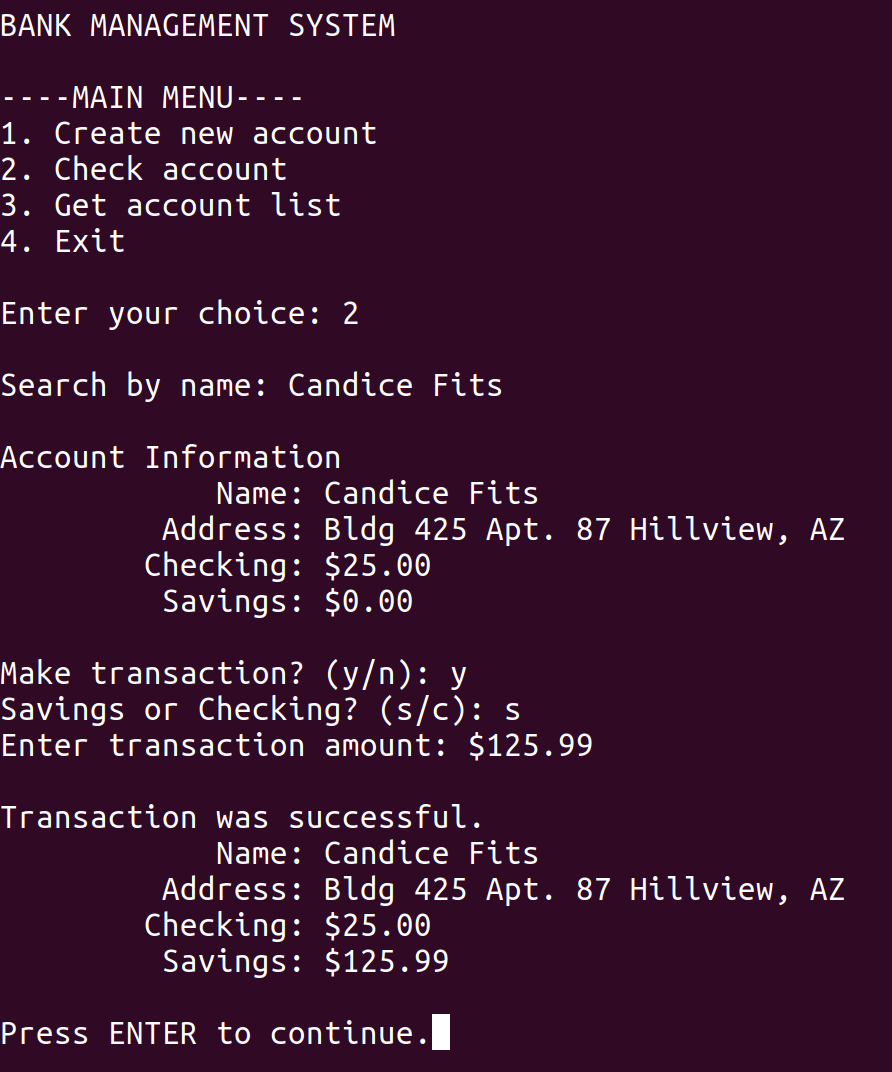 BANK MANAGEMENT SYSTEM
----MAIN MENU----
1. Create new account
2. Check account
3. Get account list
4. Exit
Enter your choice: 2
Search by name: Candice Fits
Account Information
Name: Candice Fits
Address: Bldg 425 Apt. 87 Hillview, AZ
Checking: $25.00
Savings: $0.00
Make transaction? (y/n): y
Savings or Checking? (s/c): s
Enter transaction amount: $125.99
Transaction was successful.
Name: Candice Fits
Address: Bldg 425 Apt. 87 Hillview, AZ
Checking: $25.00
Savings: $125.99
Press ENTER to continue.